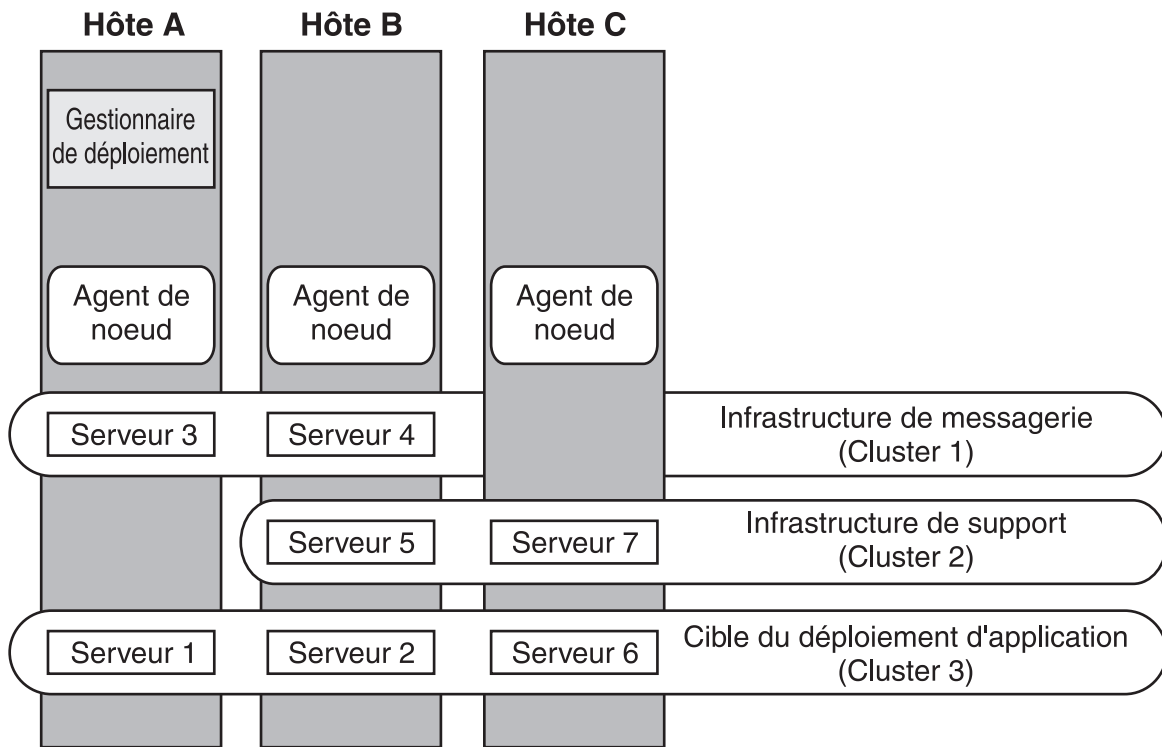 Hôte A
Hôte B
Hôte C
Gestionnaire
de déploiement
Agent de
noeud
Agent de
noeud
Agent de
noeud
Serveur 3
Serveur 4
Infrastructure de messagerie
(Cluster 1)
Serveur 5
Serveur 7
Infrastructure de support
(Cluster 2)
Serveur 1
Serveur 2
Serveur 6
Cible du déploiement d'application
(Cluster 3)